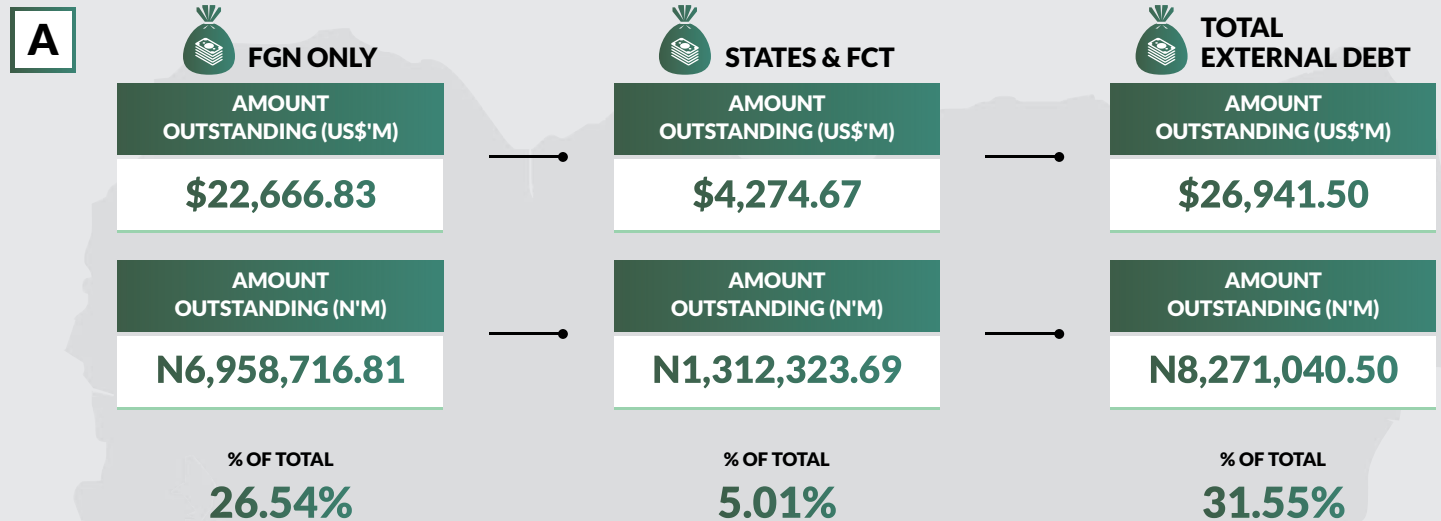 A
FGN ONLY
AMOUNT
OUTSTANDING (US$'M)
$22,666.83
AMOUNT
OUTSTANDING (N'M)
N6,958,716.81
% OF TOTAL
26.54%
STATES & FCT
AMOUNT
OUTSTANDING (US$'M)
$4,274.67
AMOUNT
OUTSTANDING (N'M)
N1,312,323.69
% OF TOTAL
5.01%
TOTAL
EXTERNAL DEBT
AMOUNT
OUTSTANDING (US$'M)
$26,941.50
AMOUNT
OUTSTANDING (N'M)
N8,271,040.50
% OF TOTAL
31.55%